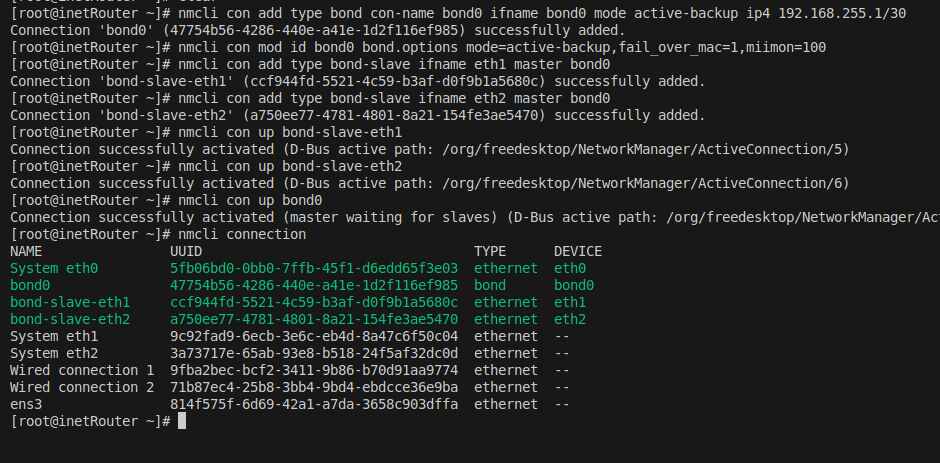 [root@inetRouter ~]# nmcli con add type bond con-name bond0 ifname bond0 mode active-backup ip4 192.168.255.1/30
Connection 'bond0' (47754b56-4286-440e-a41e-1d2f116ef985) successfully added.
[root@inetRouter ~]# nmcli con mod id bond0 bond.options mode=active-backup,fail_over_mac=1,miimon=100
[root@inetRouter ~]# nmcli con add type bond-slave ifname eth1 master bond0
Connection 'bond-slave-eth1' (ccf944fd-5521-4c59-b3af-d0f9b1a5680c) successfully added.
[root@inetRouter ~]# nmcli con add type bond-slave ifname eth2 master bond0
Connection 'bond-slave-eth2' (a750ee77-4781-4801-8a21-154fe3ae5470) successfully added.
[root@inetRouter ~]# nmcli con up bond-slave-eth1
Connection successfully activated (D-Bus active path: /org/freedesktop/NetworkManager/ActiveConnection/5)
[root@inetRouter ~]# nmcli con up bond-slave-eth2
Connection successfully activated (D-Bus active path: /org/freedesktop/NetworkManager/ActiveConnection/6)
[root@inetRouter ~]# nmcli con up bond0
Connection successfully activated (master waiting for slaves) (D-Bus active path: /org/freedesktop/NetworkManager/Ac
[root@inetRouter ~]# nmcli connection
NAME UUID TYPE DEVICE
System eth0 5fb06bd0-0bb0-7ffb-45f1-d6edd65f3e03 ethernet eth0
bond0 47754b56-4286-440e-a41e-1d2f116ef985 bond bond0
bond-slave-eth1 ccf944fd-5521-4c59-b3af-d0f9b1a5680c ethernet eth1
bond-slave-eth2 a750ee77-4781-4801-8a21-154fe3ae5470 ethernet eth2
System eth1 9c92fad9-6ecb-3e6c-eb4d-8a47c6f50c04 ethernet --
System eth2 3a73717e-65ab-93e8-b518-24f5af32dc0d ethernet --
Wired connection 1 9fba2bec-bcf2-3411-9b86-b70d91aa9774 ethernet --
Wired connection 2 71b87ec4-25b8-3bb4-9bd4-ebdcce36e9ba ethernet --
ens3 814f575f-6d69-42a1-a7da-3658c903dffa ethernet --
[root@inetRouter ~]#